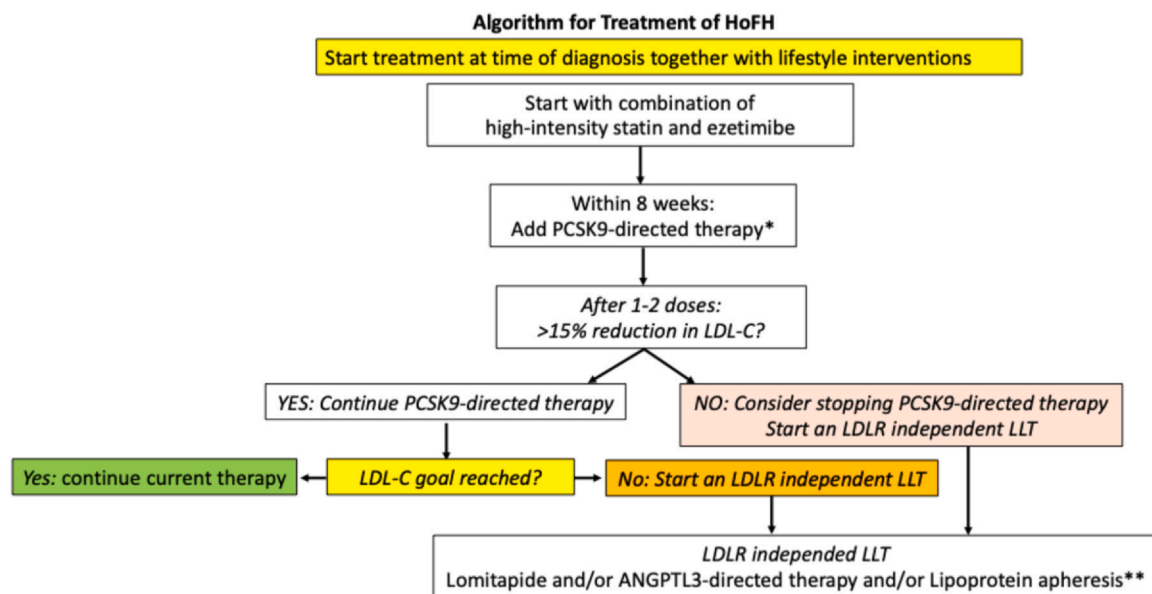 Algorithm for Treatment of HoFH
Start treatment at time of diagnosis together with lifestyle interventions
Start with combination of
high-intensity statin and ezetimibe
Within 8 weeks:
Add PCSK9-directed therapy*
After 1-2 doses:
>15% reduction in LDL-C?
YES: Continue PCSK9-directed therapy
NO: Consider stopping PCSK9-directed therapy
Start an LDLR independent LLT
Yes: continue current therapy
LDL-C goal reached?
No: Start an LDLR independent LLT
LDLR independed LLT
Lomitapide and/or ANGPTL3-directed therapy and/or Lipoprotein apheresis**